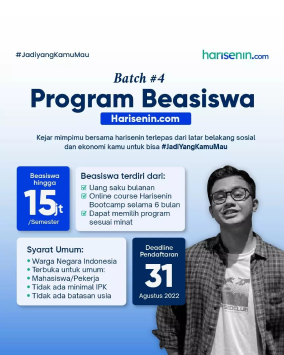 #JadiyangKamuMau
harisenin.com
Batch #4
Program Beasiswa
Harisenin.com
Kejar mimpimu bersama harisenin terlepas dari latar belakang sosial
dan ekonomi kamu untuk bisa #JadiYangKamuMau
Beasiswa
hingga
15jt
/Semester
Beasiswa terdiri dari:
Uang saku bulanan
Online course Harisenin
Bootcamp selama 6 bulan
Dapat memilih program
sesuai minat
Syarat Umum:
• Warga Negara Indonesia
• Terbuka untuk umum:
• Mahasiswa/Pekerja
• Tidak ada minimal IPK
• Tidak ada batasan usia
Deadline
Pendaftaran
31
Agustus 2022